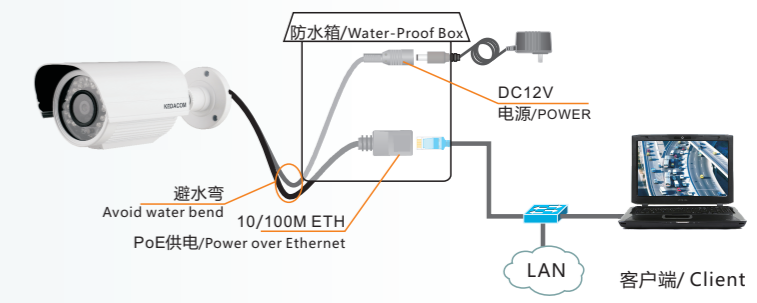 防水箱/Water-Proof Box
KEDACOM
DC12V
电源/POWER
避水弯
Avoid water bend
10/100M ETH
PoE供电/Power over Ethernet
LAN
客户端/ Client